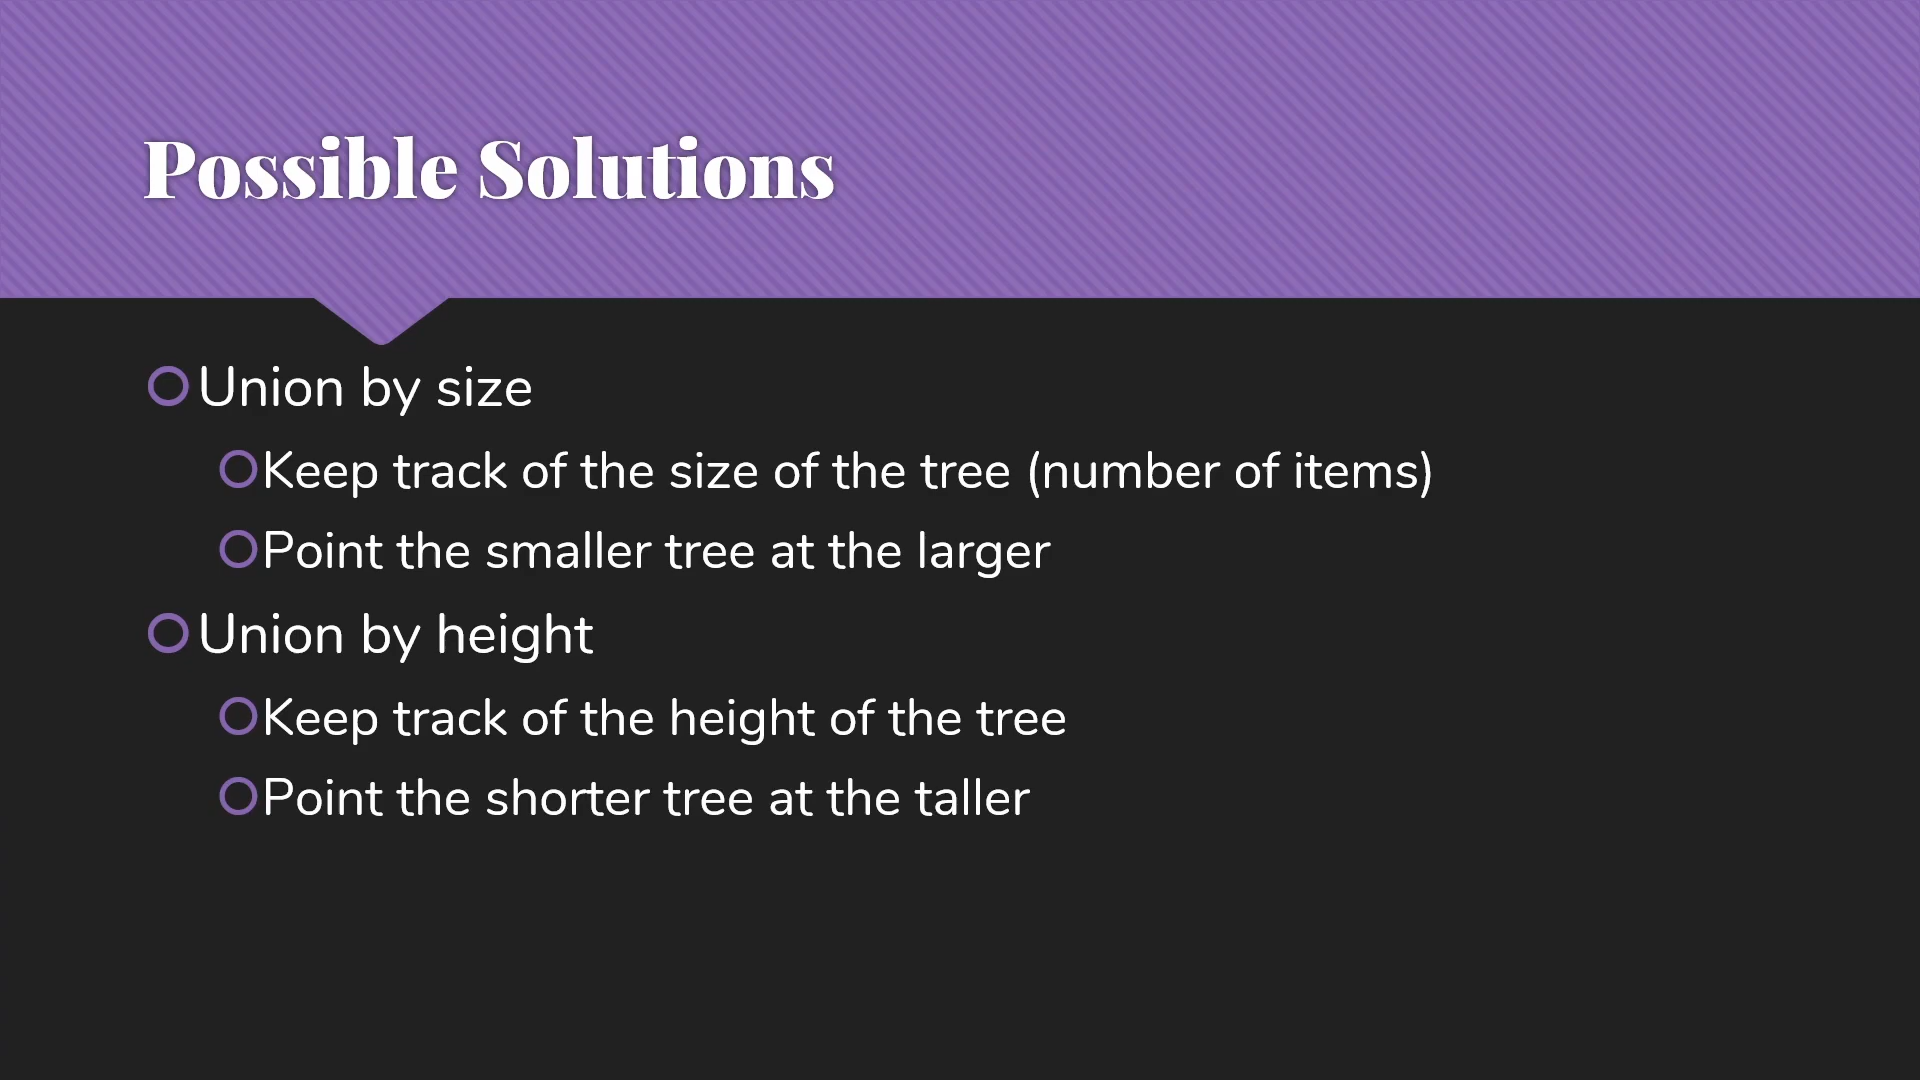 Possible Solutions
Union by size
Keep track of the size of the tree (number of items)
Point the smaller tree at the larger
Union by height
Keep track of the height of the tree
Point the shorter tree at the taller